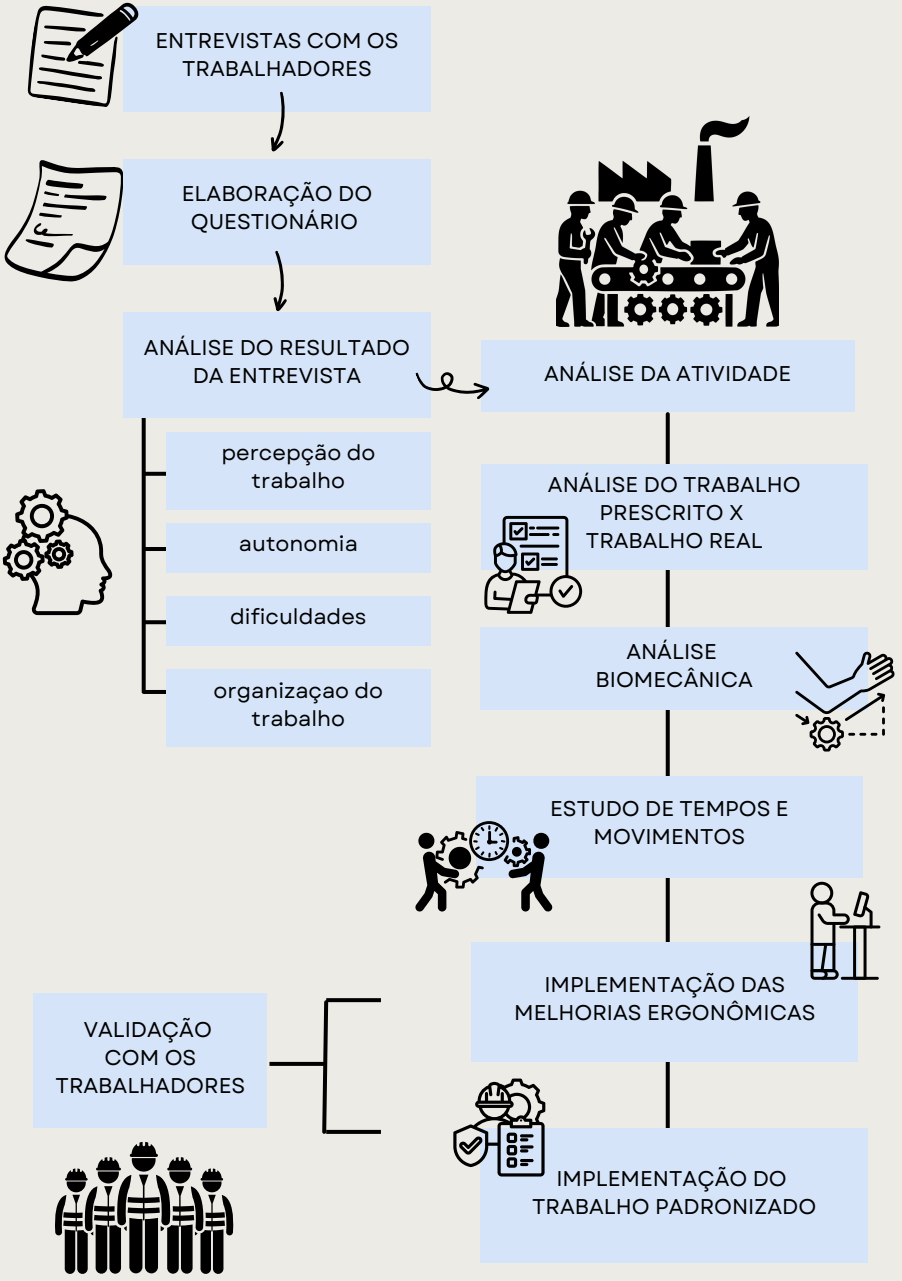 ENTREVISTAS COM OS
TRABALHADORES
ELABORAÇÃO DO
QUESTIONÁRIO
ANÁLISE DO RESULTADO
DA ENTREVISTA
percepção do
trabalho
autonomia
dificuldades
organizaçao do
trabalho
ANÁLISE DA ATIVIDADE
ANÁLISE DO TRABALHO
PRESCRITO X
TRABALHO REAL
ANÁLISE
BIOMECÂNICA
ESTUDO DE TEMPOS E
MOVIMENTOS
IMPLEMENTAÇÃO DAS
MELHORIAS ERGONÔMICAS
IMPLEMENTAÇÃO DO
TRABALHO PADRONIZADO
VALIDAÇÃO
COM OS
TRABALHADORES